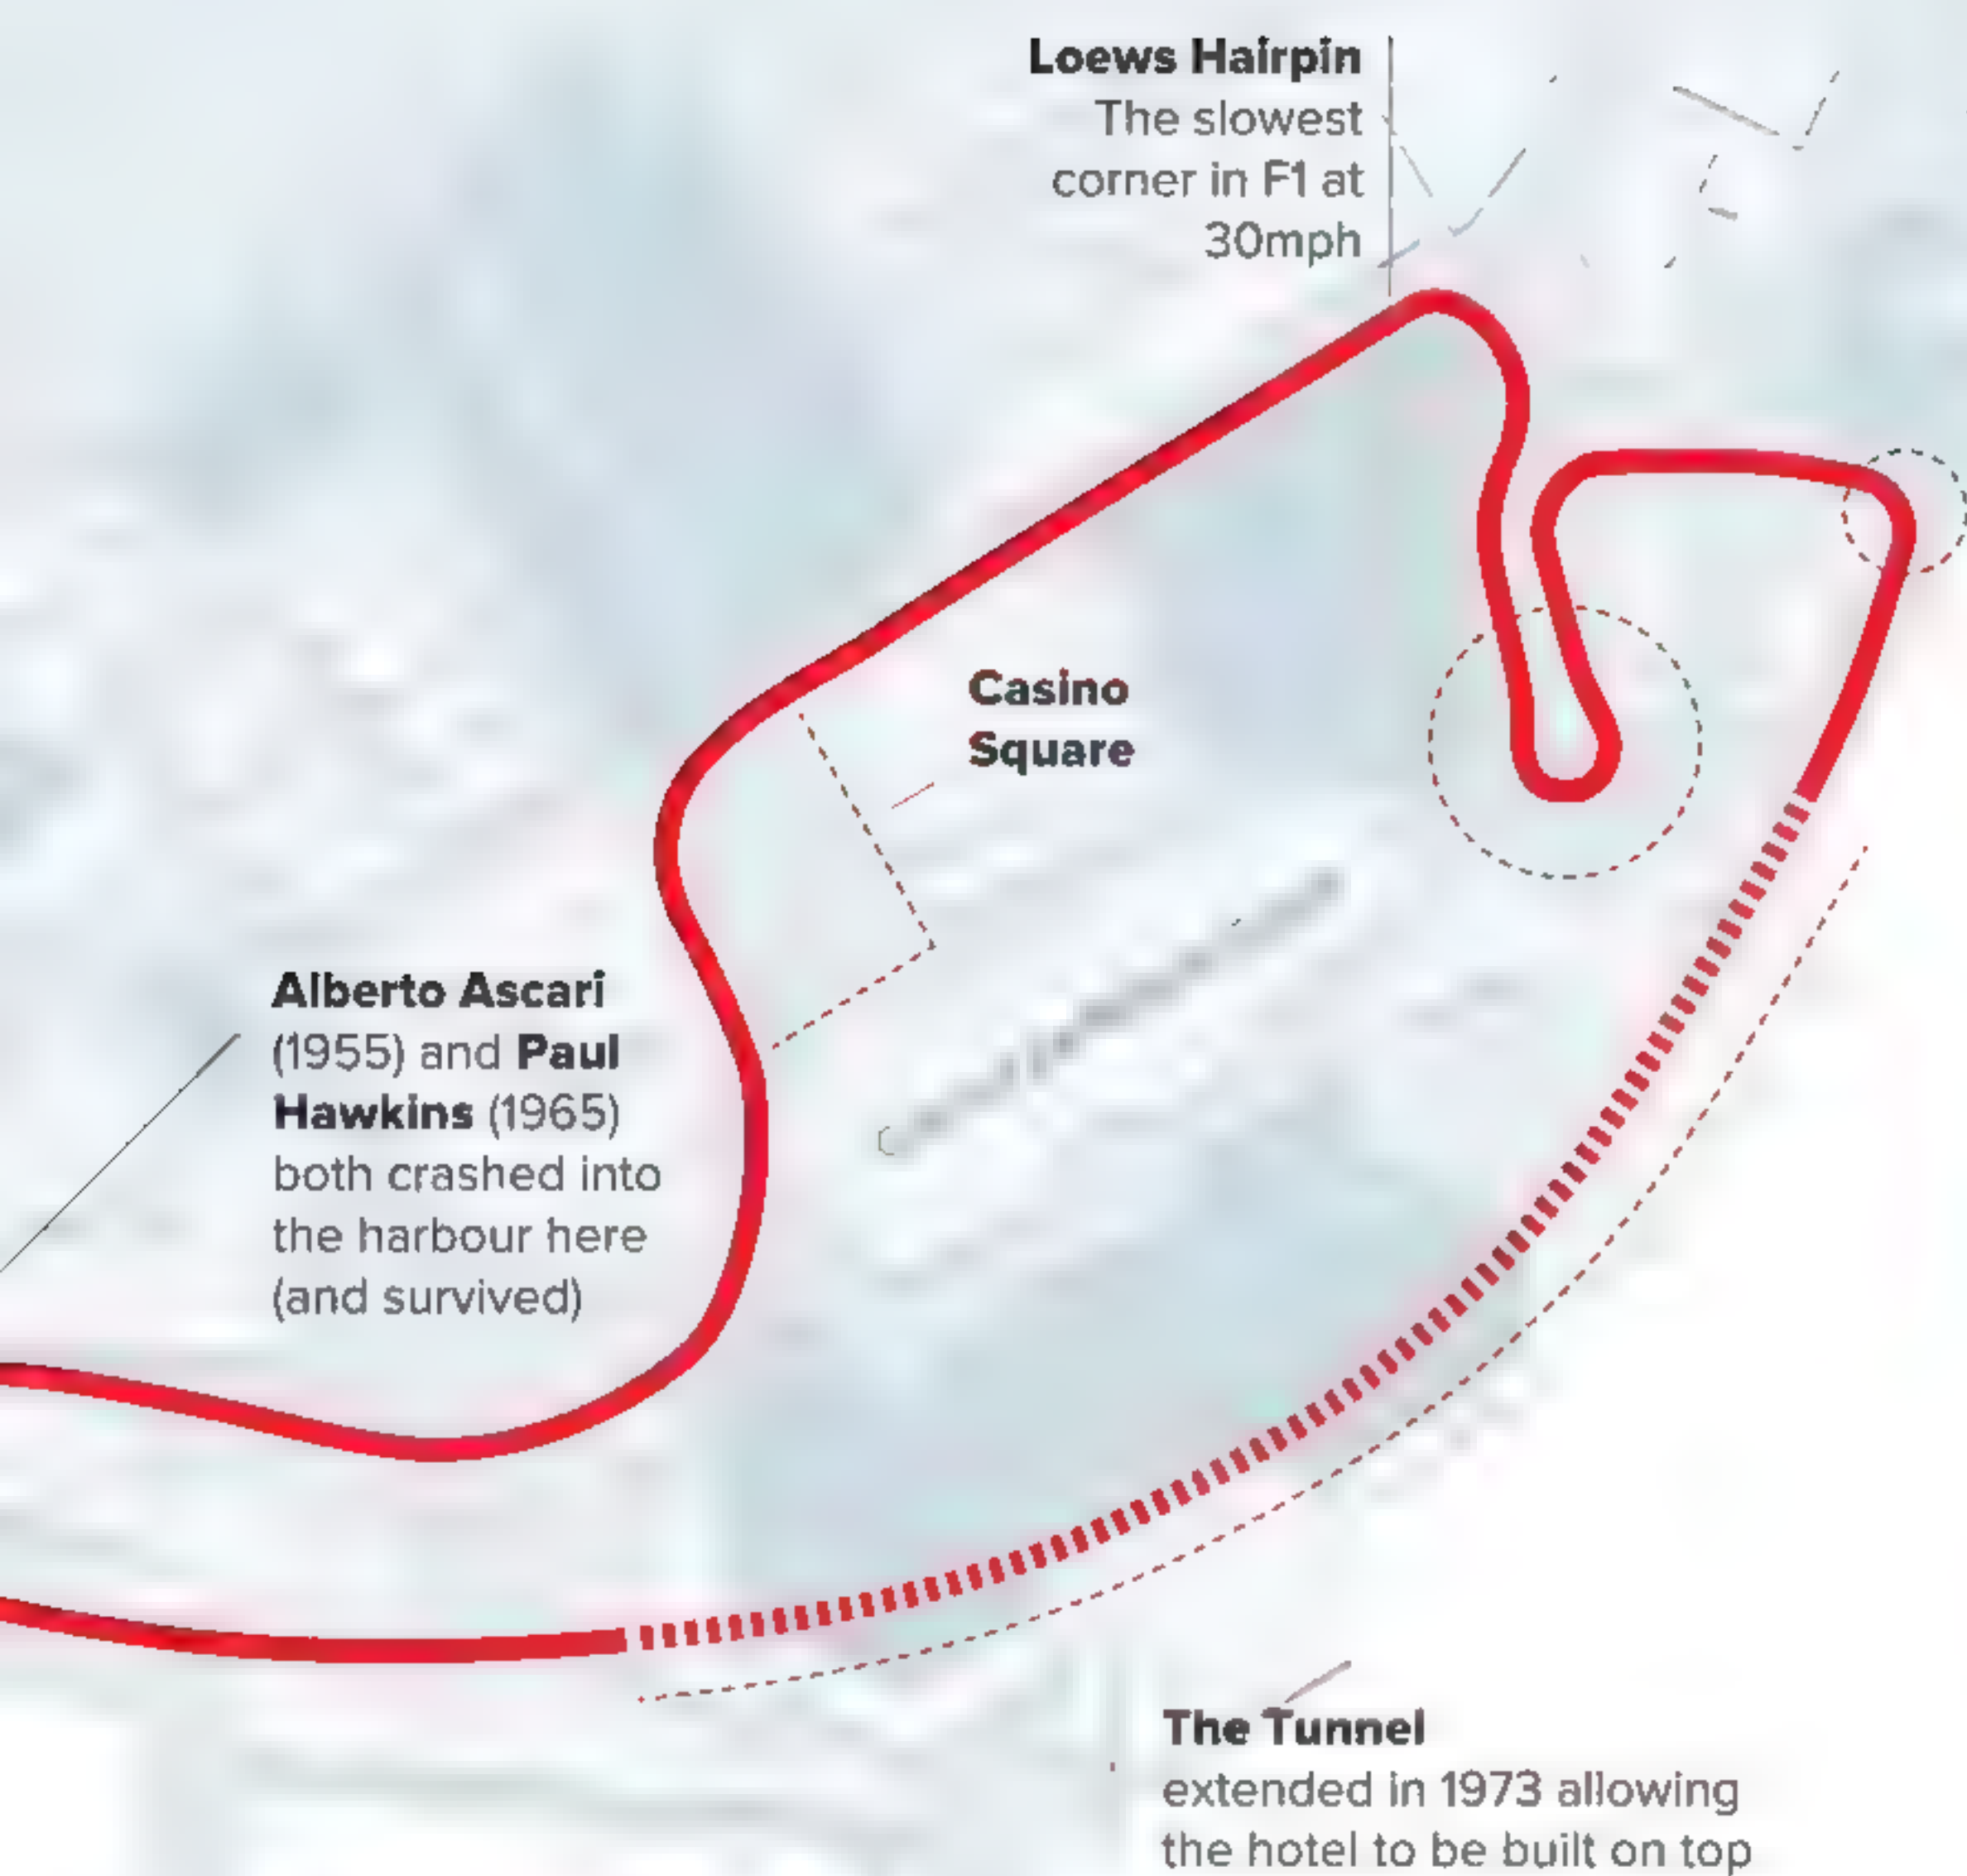 Loews Hairpin
The slowest
corner in F1 at
30mph
Casino
Square
Alberto Ascari
(1955) and Paul
Hawkins (1965)
both crashed into
the harbour here
(and survived)
The Tunnel
extended in 1973 allowing
the hotel to be built on top